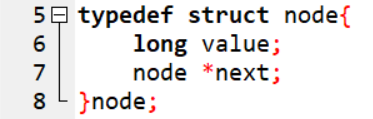 5 typedef struct node{
6 long value;
7 node *next;
8 }node;